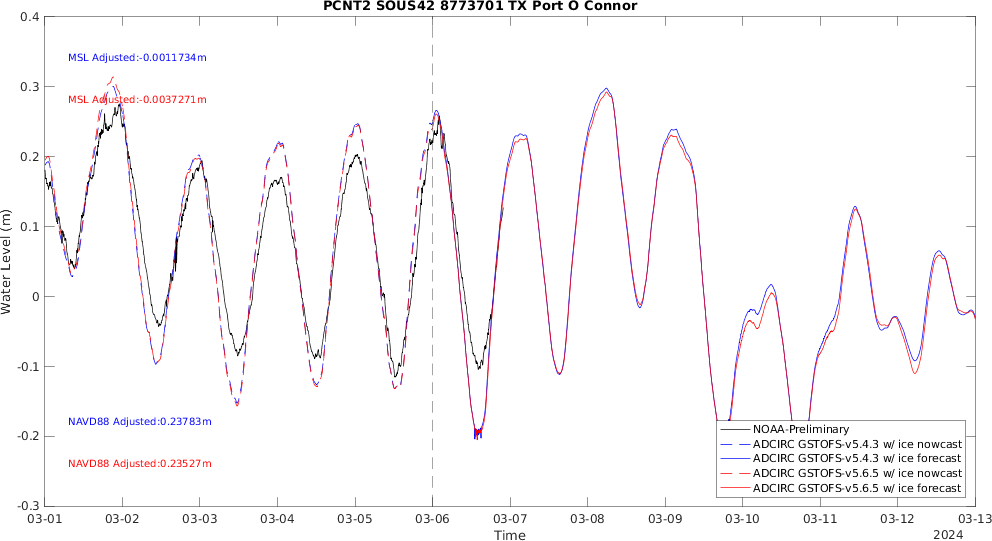 PCNT2 SOUS42 8773701 TX Port O Connor
0.4
0.3
0.2
0.1
0
-0.1
-0.2
-0.3
Water Level (m)
MSL Adjusted:-0.0011734m
MSL Adjusted:-0.0037271m
NAVD88 Adjusted:0.23783m
NAVD88 Adjusted:0.23527m
NOAA-Preliminary
ADCIRC GSTOFS-v5.4.3 w/ ice nowcast
ADCIRC GSTOFS-v5.4.3 w/ ice forecast
ADCIRC GSTOFS-v5.6.5 w/ ice nowcast
ADCIRC GSTOFS-v5.6.5 w/ ice forecast
03-01 03-02 03-03 03-04 03-05 03-06 03-07 03-08 03-09 03-10 03-11 03-12 03-13
Time
2024